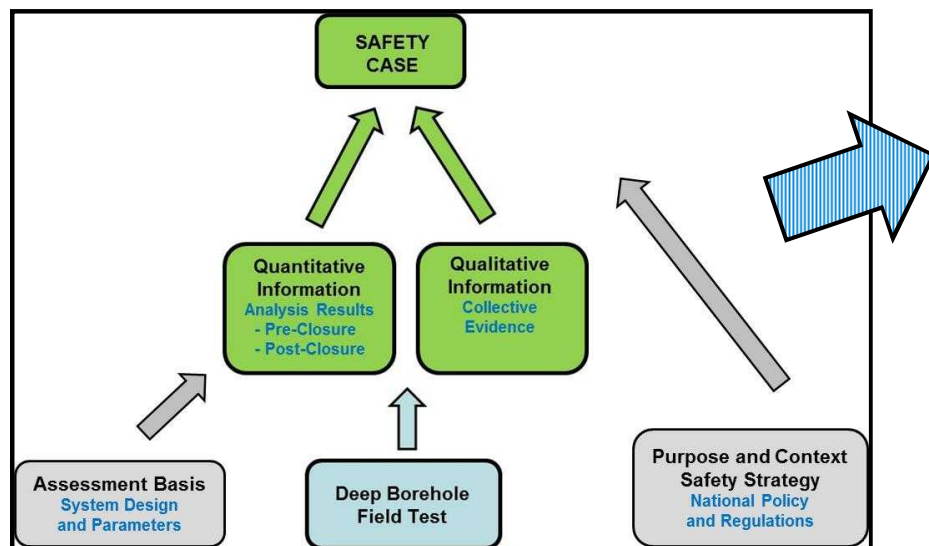 SAFETY
CASE
Quantitative
Information
Analysis Results
- Pre-Closure
- Post-Closure
Qualitative
Information
Collective
Evidence
Assessment Basis
System Design
and Parameters
Deep Borehole
Field Test
Purpose and Context
Safety Strategy
National Policy
and Regulations